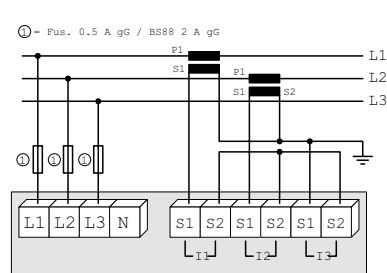 ① - Fus. 0.5 A gG / BS88 2 A gG
P1 L1
S1 P1 L2
S1 S2 L3
① ① ①
L1 L2 L3 N S1 S2 S1 S2 S1 S2
I1 I2 I3